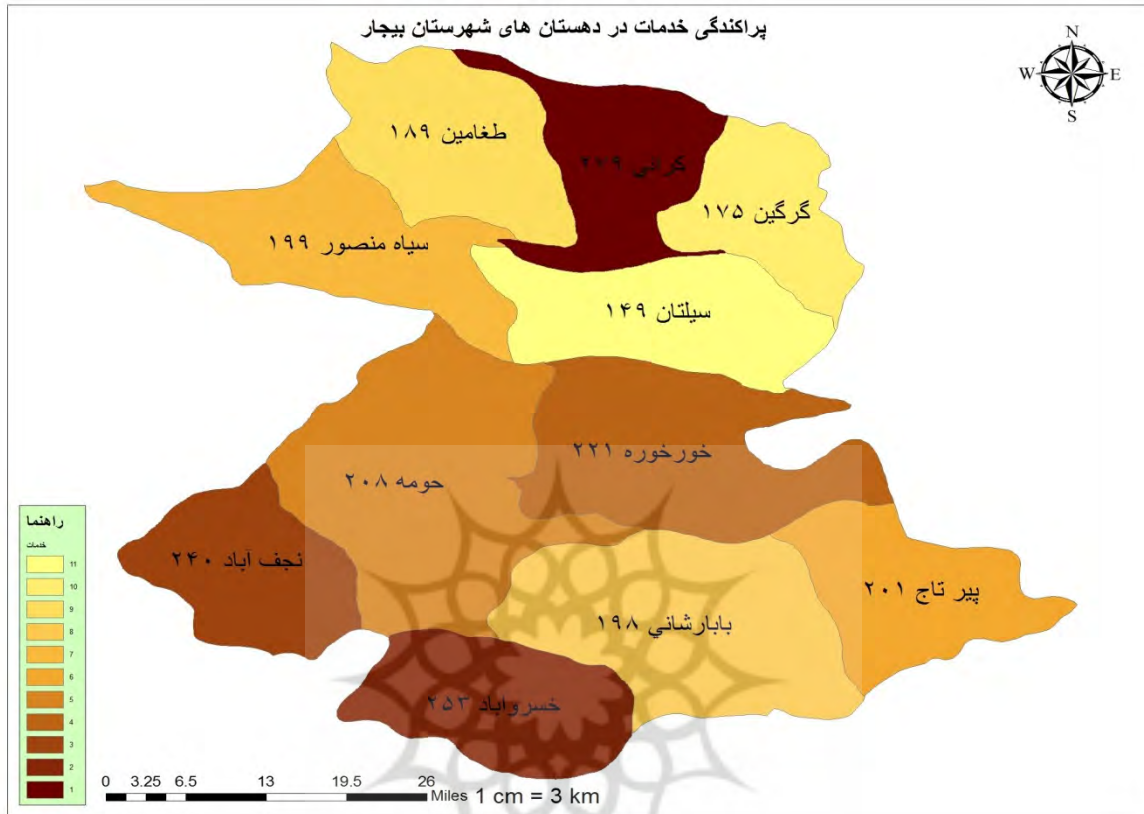 پراکندگی خدمات در دهستان های شهرستان بیجار
N
W E
S
طغامین ۱۸۹
کرانی
گرگین ۱۷۵
سیاه منصور ۱۹۹
سیلتان ۱۴۹
خورخوره ۲۲۱
حومه ۲۰۸
نجف آباد ۲۴۰
پیر تاج ۲۰۱
بابارشاني ۱۹۸
خسرواباد ۲۵۳
راهنما
خدمات
11
10
9
8
7
6
5
4
3
2
1
0 3.25 6.5 13 19.5 26
Miles 1 cm = 3 km